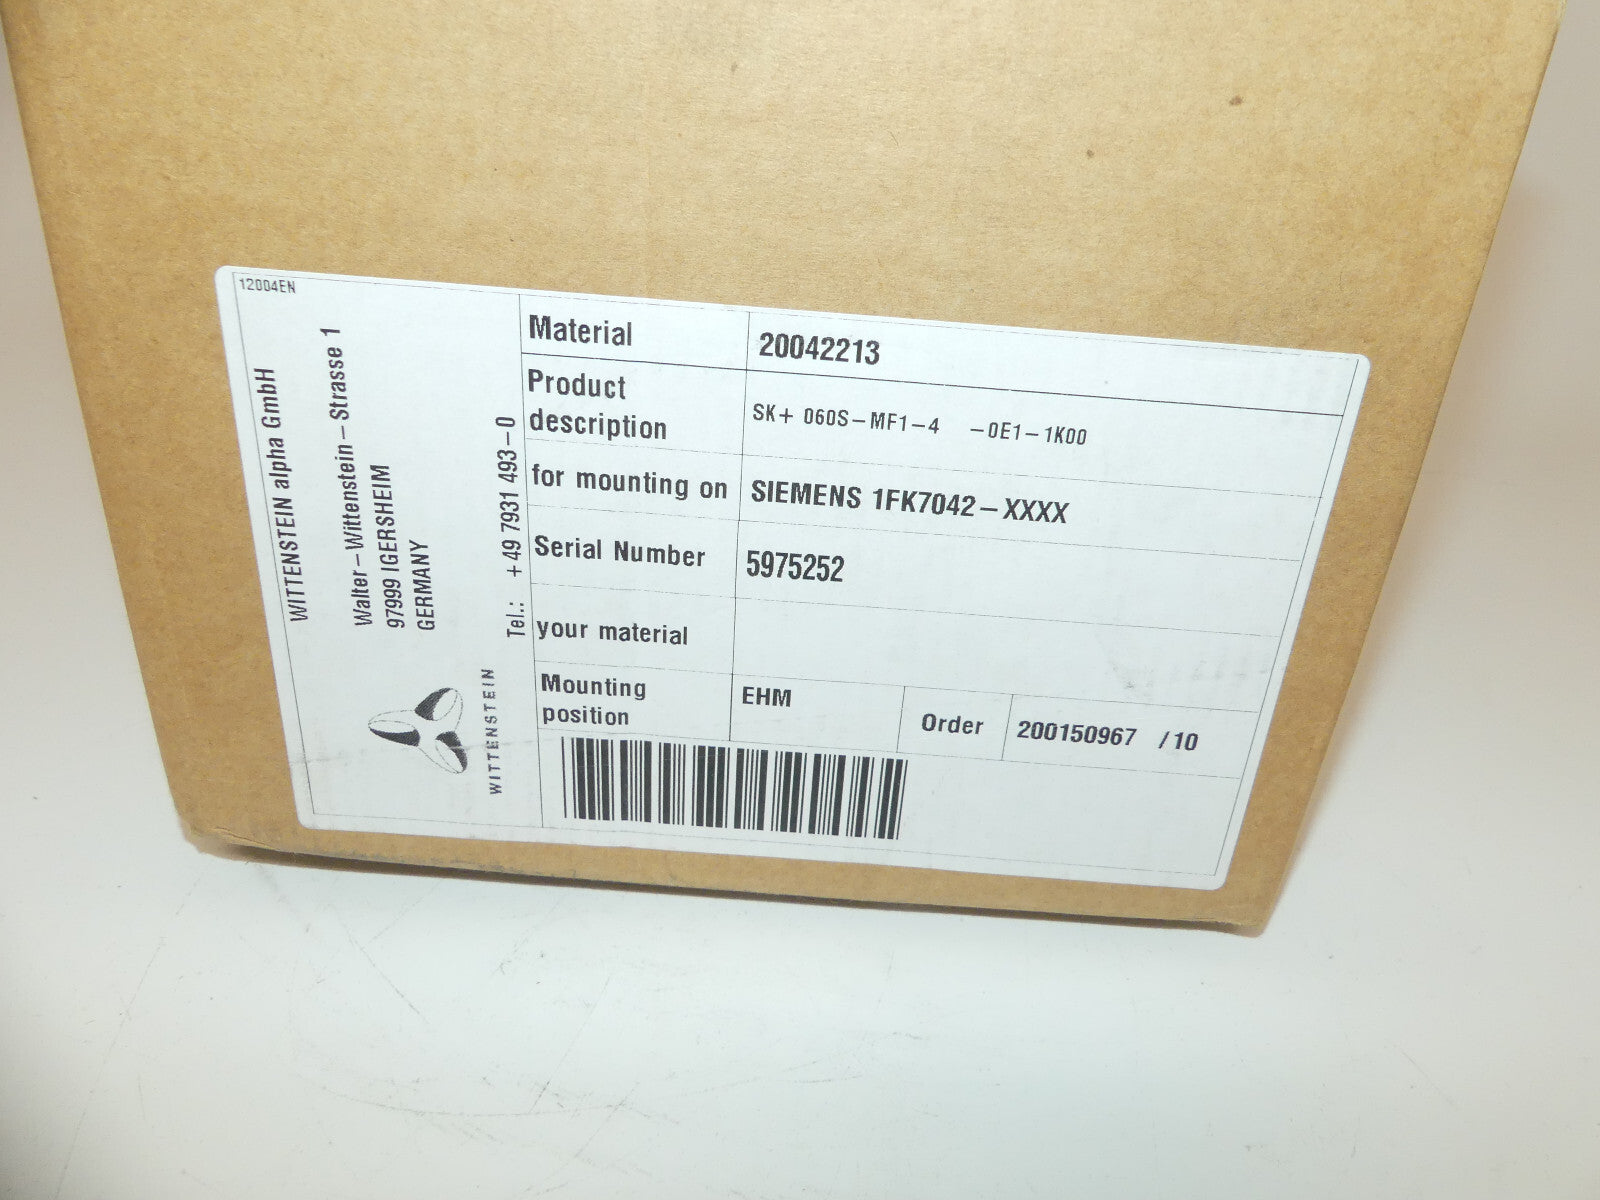 12004EN
WITTENSTEIN alpha GmbH
Walter-Wittenstein-Strasse 1
97999 IGERSHEIM
GERMANY
Tel.: +49 7931 493-0
WITTENSTEIN
Material 20042213
Product description SK+ 060S-MF1-4 -0E1-1K00
for mounting on SIEMENS 1FK7042-XXXX
Serial Number 5975252
your material
Mounting position EHM Order 200150967 /10